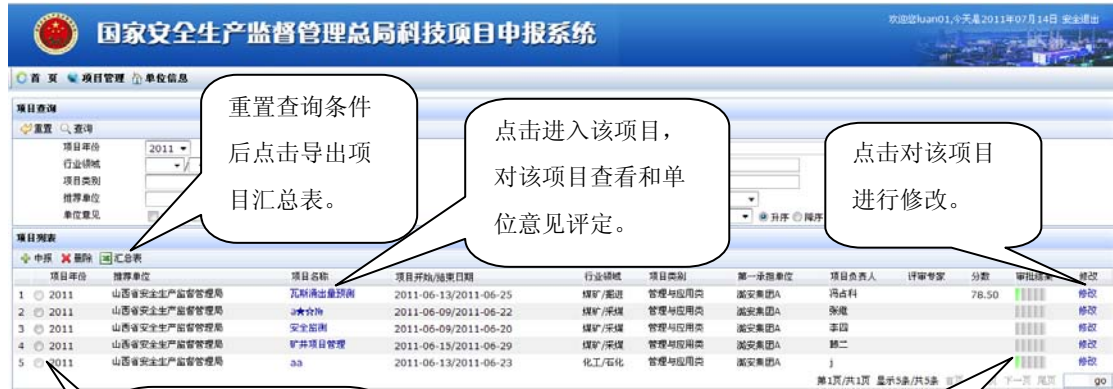 欢迎您luan01,今天是2011年07月14日 安全退出
国家安全生产监督管理总局科技项目申报系统
首 页 项目管理 单位信息
项目查询
重置 查询
项目年份 2011
行业领域 /
项目类别
推荐单位
单位意见
升序 降序
重置查询条件
后点击导出项
目汇总表。
点击进入该项目，
对该项目查看和单
位意见评定。
点击对该项目
进行修改。
项目列表
申报 删除 汇总表
项目年份 推荐单位 项目名称 项目开始/结束日期 行业领域 项目类别 第一承担单位 项目负责人 评审专家 分数 审批结果 修改
1 2011 山西省安全生产监督管理局 瓦斯涌出量预测 2011-06-13/2011-06-25 煤矿/掘进 管理与应用类 潞安集团A 冯占科 78.50 修改
2 2011 山西省安全生产监督管理局 a★☆№ 2011-06-09/2011-06-22 煤矿/采煤 管理与应用类 潞安集团A 修改
3 2011 山西省安全生产监督管理局 安全监测 2011-06-09/2011-06-20 煤矿/采煤 管理与应用类 潞安集团A 李四 修改
4 2011 山西省安全生产监督管理局 矿井项目管理 2011-06-15/2011-06-29 煤矿/采煤 管理与应用类 潞安集团A 修改
5 2011 山西省安全生产监督管理局 aa 2011-06-09/2011-06-23 化工/石化 管理与应用类 潞安集团A j 修改
第1页/共1页 显示5条/共5条 下一页 尾页 go